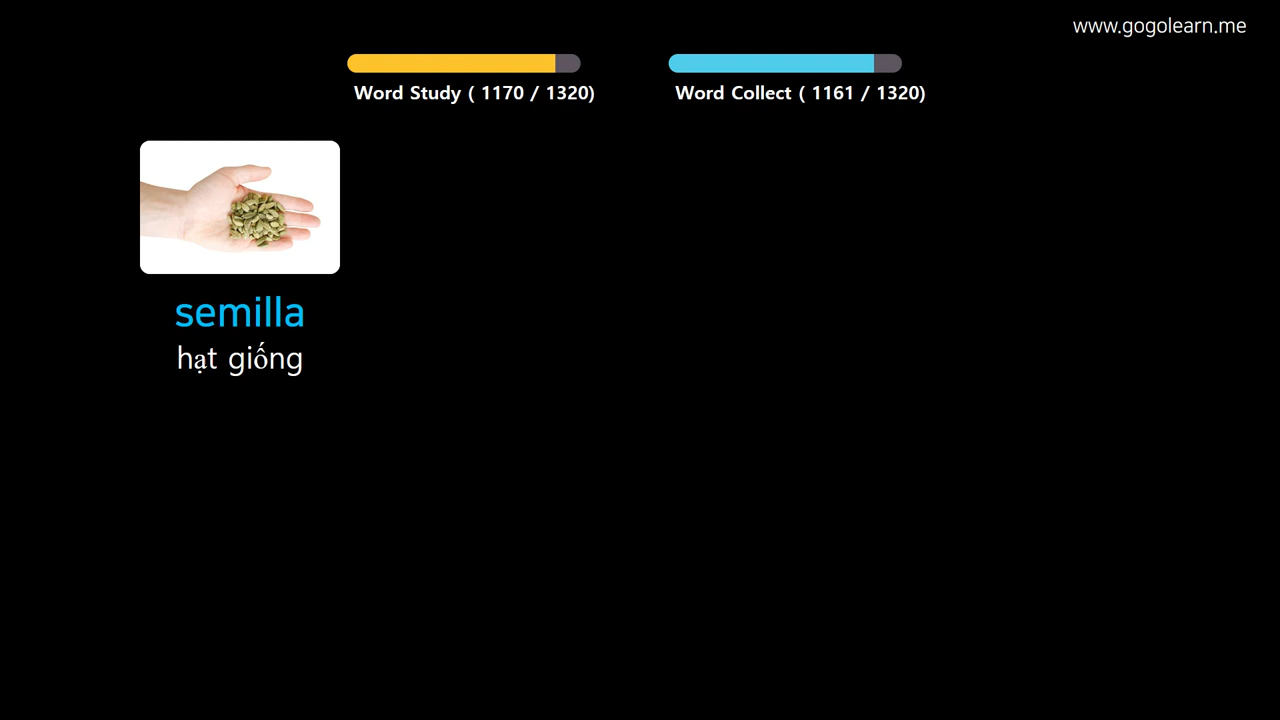 www.gogolearn.me
Word Study ( 1170 / 1320)
Word Collect ( 1161 / 1320)
semilla
hạt giống